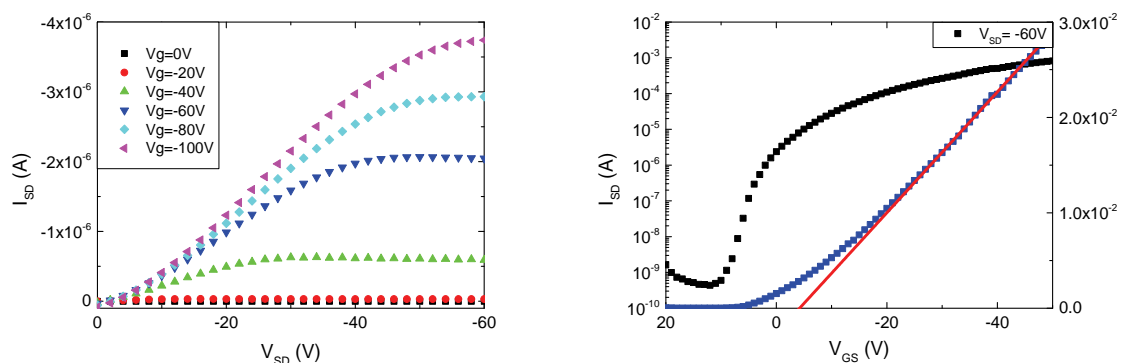 -4x10⁻⁶
-3x10⁻⁶
-2x10⁻⁶
-1x10⁻⁶
0
I_SD (A)
Vg=0V
Vg=-20V
Vg=-40V
Vg=-60V
Vg=-80V
Vg=-100V
0 -20 -40 -60
V_SD (V)
10⁻²
10⁻³
10⁻⁴
10⁻⁵
10⁻⁶
10⁻⁷
10⁻⁸
10⁻⁹
10⁻¹⁰
I_SD (A)
V_SD= -60V
3.0x10⁻²
2.0x10⁻²
1.0x10⁻²
0.0
20 0 -20 -40
V_GS (V)